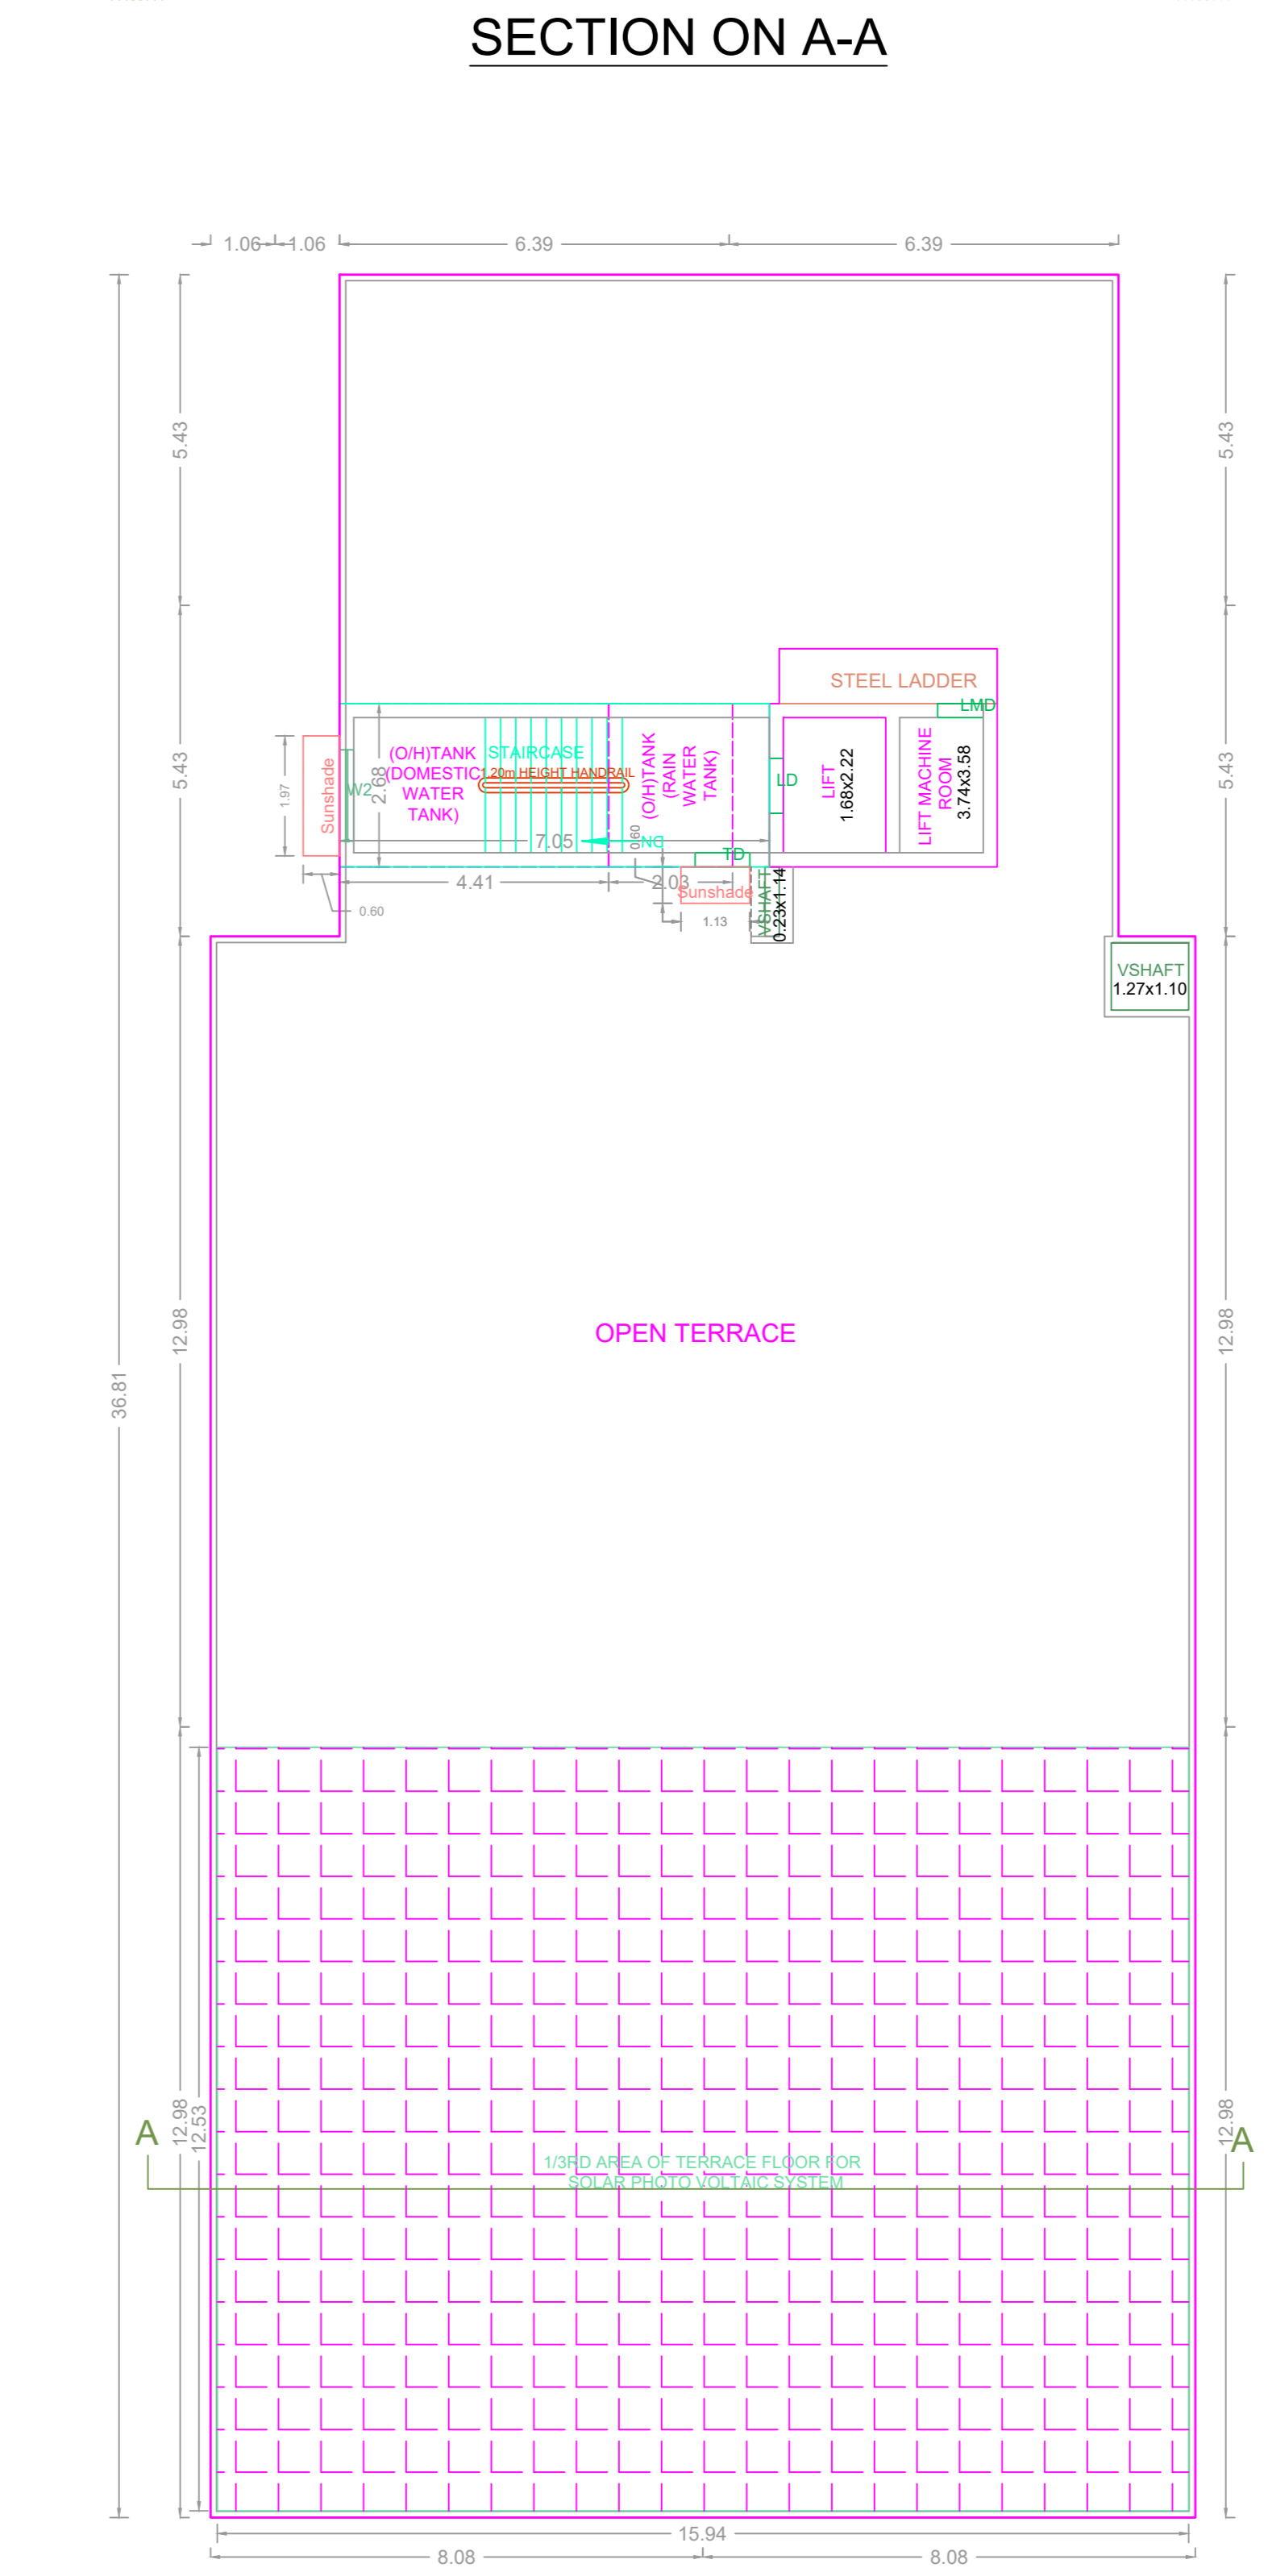 SECTION ON A-A
1.06
1.06
6.39
6.39
5.43
5.43
STEEL LADDER
LMD
(O/H)TANK
(DOMESTIC
WATER
TANK)
STAIRCASE
1.20m HEIGHT HANDRAIL
(O/H)TANK
(RAIN
WATER
TANK)
LD
LIFT
1.68x2.22
LIFT MACHINE
ROOM
3.74x3.58
5.43
1.97
Sunshade
W2
2.68
7.05
DN
0.60
TD
5.43
4.41
2.03
Sunshade
0.60
1.13
VSHAFT
0.23x1.14
VSHAFT
1.27x1.10
12.98
OPEN TERRACE
12.98
36.81
A
12.98
12.53
1/3RD AREA OF TERRACE FLOOR FOR
SOLAR PHOTO VOLTAIC SYSTEM
12.98
A
15.94
8.08
8.08